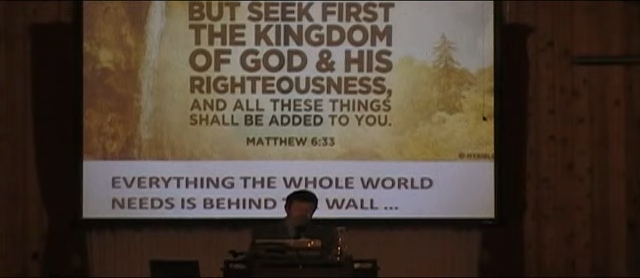 BUT SEEK FIRST
THE KINGDOM
OF GOD & HIS
RIGHTEOUSNESS,
AND ALL THESE THINGS
SHALL BE ADDED TO YOU.
MATTHEW 6:33
EVERYTHING THE WHOLE WORLD
NEEDS IS BEHIND WALL ...